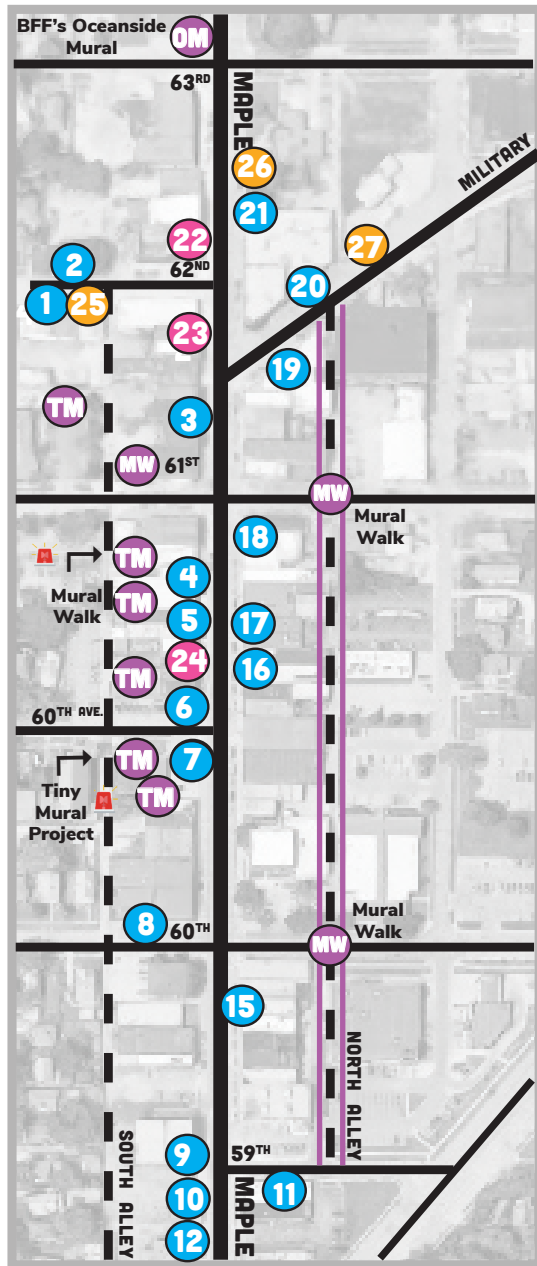 BFF's Oceanside
Mural
OM
63RD
MAPLE
MILITARY
26
21
22
27
62ND
2
20
1
25
23
19
TM
3
MW
61ST
MW
Mural
Walk
18
TM
4
Mural
Walk
TM
5
17
24
16
TM
6
60TH AVE.
TM
7
TM
Tiny
Mural
Project
8
60TH
Mural
Walk
MW
15
NORTH ALLEY
SOUTH ALLEY
9
59TH
10
11
MAPLE
12